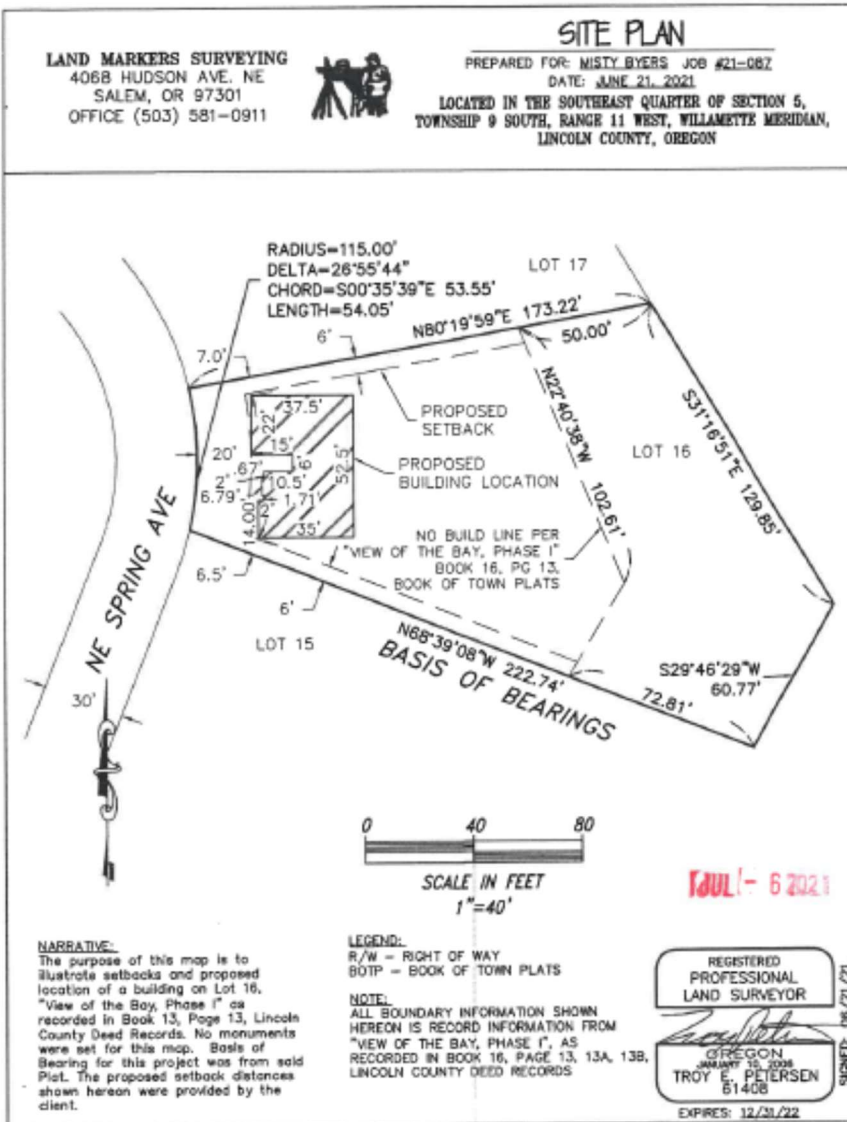 LAND MARKERS SURVEYING
4068 HUDSON AVE. NE
SALEM, OR 97301
OFFICE (503) 581-0911
SITE PLAN
PREPARED FOR: MISTY BYERS JOB #21-087
DATE: JUNE 21, 2021
LOCATED IN THE SOUTHEAST QUARTER OF SECTION 5,
TOWNSHIP 9 SOUTH, RANGE 11 WEST, WILLAMETTE MERIDIAN,
LINCOLN COUNTY, OREGON
RADIUS=115.00'
DELTA=26°55'44"
CHORD=S00°35'39"E 53.55'
LENGTH=54.05'
LOT 17
N80°19'59"E 173.22'
50.00'
6'
7.0'
37.5'
22'
PROPOSED
SETBACK
N22°40'38"W 102.61'
S31°16'51"E 129.85'
LOT 16
20'
15'
.67'
6'
52.5'
PROPOSED
BUILDING LOCATION
2'
10.5'
6.79'
1.71'
2'
14.00'
35'
NO BUILD LINE PER
"VIEW OF THE BAY, PHASE I"
BOOK 16, PG 13,
BOOK OF TOWN PLATS
NE SPRING AVE
6.5'
6'
LOT 15
N68°39'08"W 222.74'
BASIS OF BEARINGS
72.81'
S29°46'29"W
60.77'
30'
0 40 80
SCALE IN FEET
1"=40'
JUL - 6 2021
NARRATIVE:
The purpose of this map is to
illustrate setbacks and proposed
location of a building on Lot 16,
"View of the Bay, Phase I" as
recorded in Book 13, Page 13, Lincoln
County Deed Records. No monuments
were set for this map. Basis of
Bearing for this project was from said
Plat. The proposed setback distances
shown hereon were provided by the
client.
LEGEND:
R/W - RIGHT OF WAY
BOTP - BOOK OF TOWN PLATS
NOTE:
ALL BOUNDARY INFORMATION SHOWN
HEREON IS RECORD INFORMATION FROM
"VIEW OF THE BAY, PHASE I", AS
RECORDED IN BOOK 16, PAGE 13, 13A, 13B,
LINCOLN COUNTY DEED RECORDS
REGISTERED
PROFESSIONAL
LAND SURVEYOR
OREGON
JANUARY 10, 2006
TROY E. PETERSEN
61408
EXPIRES: 12/31/22
SIGNED: